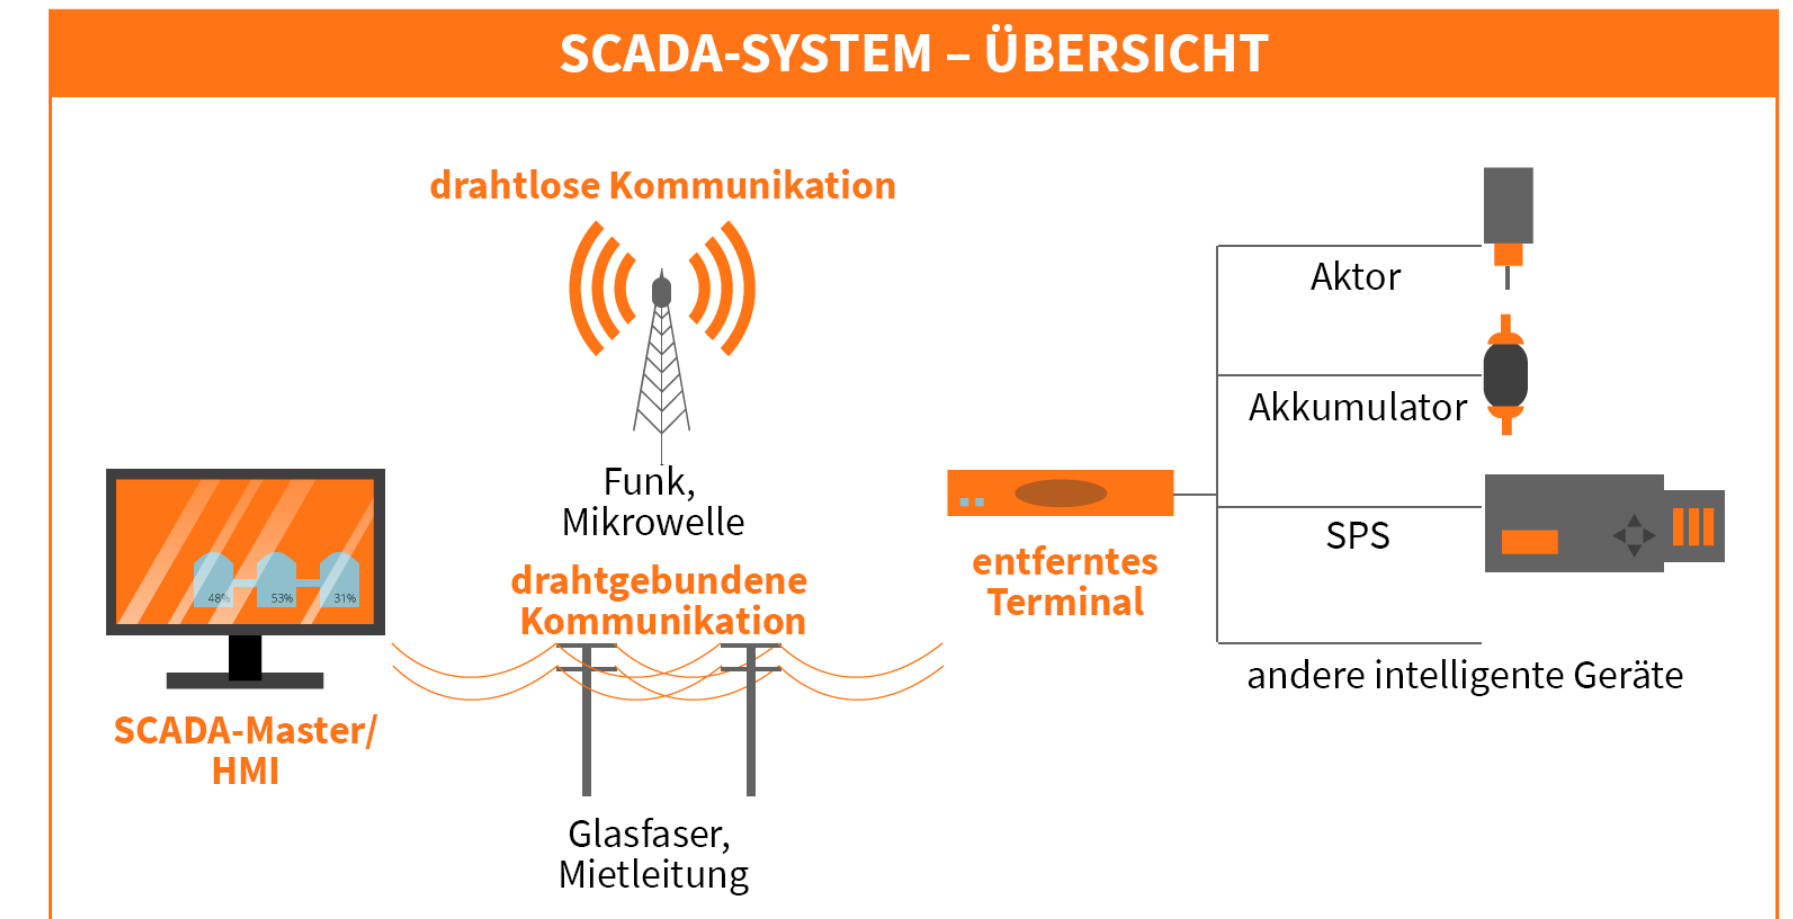 SCADA-SYSTEM – ÜBERSICHT
drahtlose Kommunikation
Funk,
Mikrowelle
drahtgebundene
Kommunikation
Glasfaser,
Mietleitung
48%
53%
31%
SCADA-Master/
HMI
entferntes
Terminal
Aktor
Akkumulator
SPS
andere intelligente Geräte